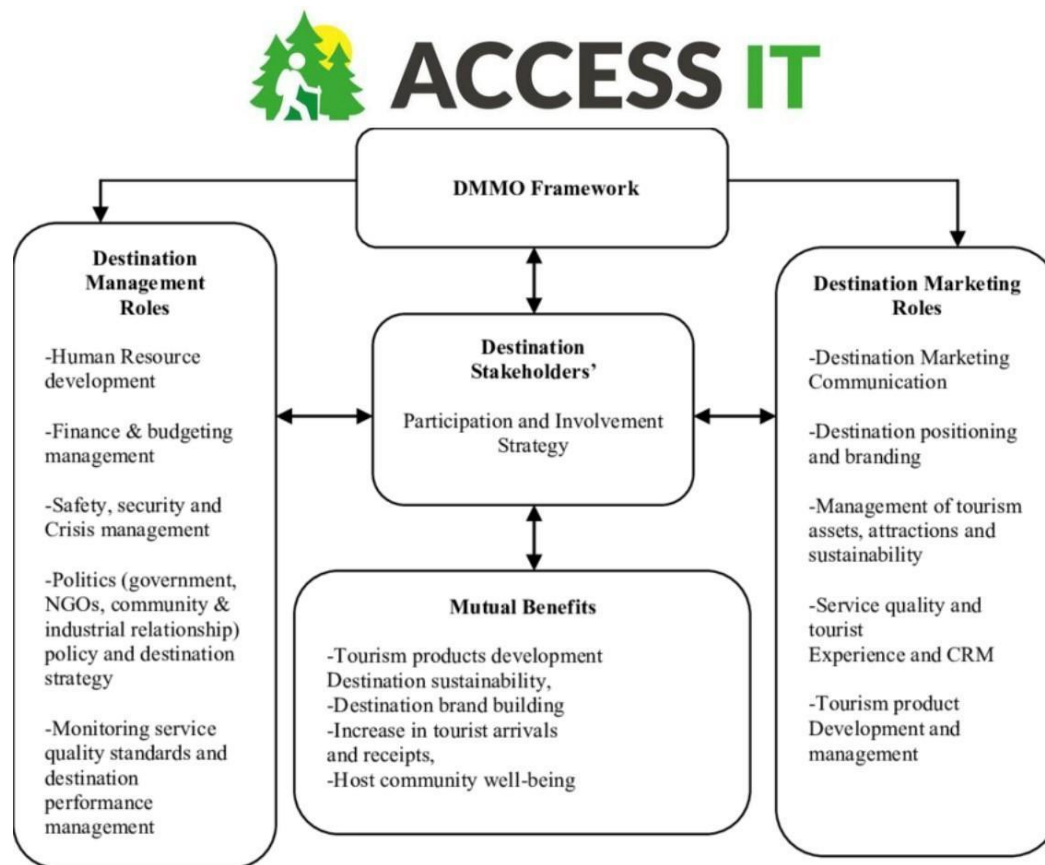 ACCESS IT
DMMO Framework
Destination
Management
Roles
-Human Resource
development
-Finance & budgeting
management
-Safety, security and
Crisis management
-Politics (government,
NGOs, community &
industrial relationship)
policy and destination
strategy
-Monitoring service
quality standards and
destination
performance
management
Destination
Stakeholders’
Participation and Involvement
Strategy
Mutual Benefits
-Tourism products development
Destination sustainability,
-Destination brand building
-Increase in tourist arrivals
and receipts,
-Host community well-being
Destination Marketing
Roles
-Destination Marketing
Communication
-Destination positioning
and branding
-Management of tourism
assets, attractions and
sustainability
-Service quality and
tourist
Experience and CRM
-Tourism product
Development and
management